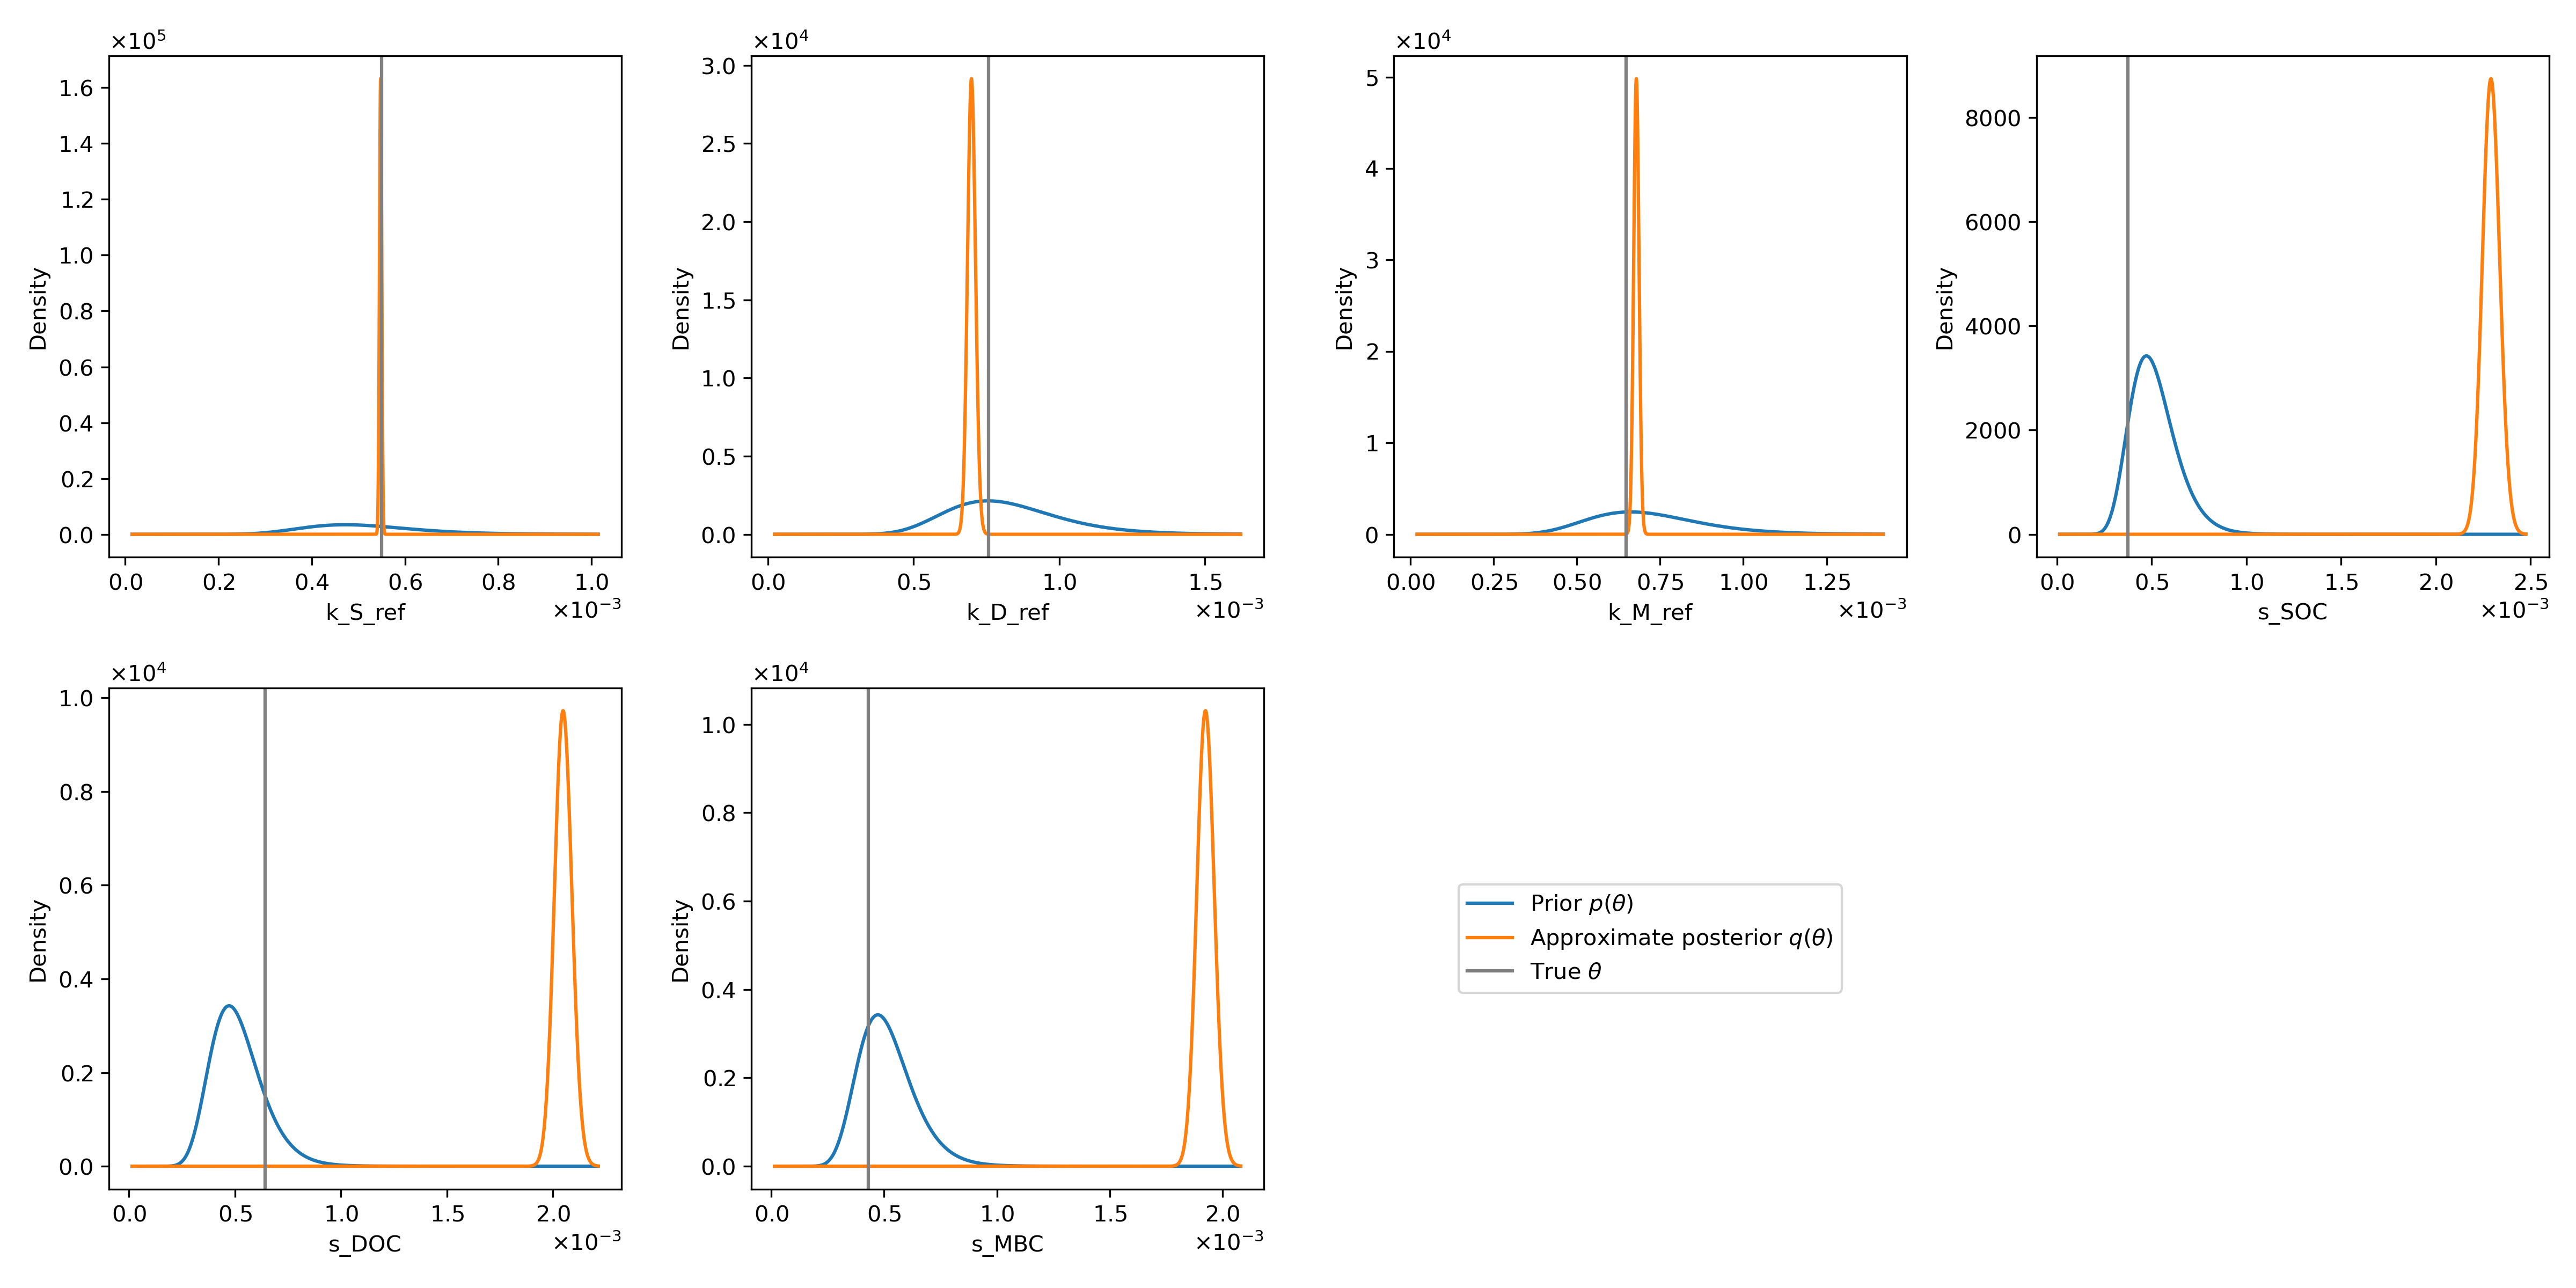 ×10⁵
Density
1.6
1.4
1.2
1.0
0.8
0.6
0.4
0.2
0.0
0.0 0.2 0.4 0.6 0.8 1.0
k_S_ref
×10⁻³
×10⁴
Density
3.0
2.5
2.0
1.5
1.0
0.5
0.0
0.0 0.5 1.0 1.5
k_D_ref
×10⁻³
×10⁴
Density
5
4
3
2
1
0
0.00 0.25 0.50 0.75 1.00 1.25
k_M_ref
×10⁻³
Density
8000
6000
4000
2000
0
0.0 0.5 1.0 1.5 2.0 2.5
s_SOC
×10⁻³
×10⁴
Density
1.0
0.8
0.6
0.4
0.2
0.0
0.0 0.5 1.0 1.5 2.0
s_DOC
×10⁻³
×10⁴
Density
1.0
0.8
0.6
0.4
0.2
0.0
0.0 0.5 1.0 1.5 2.0
s_MBC
×10⁻³
Prior p(θ)
Approximate posterior q(θ)
True θ